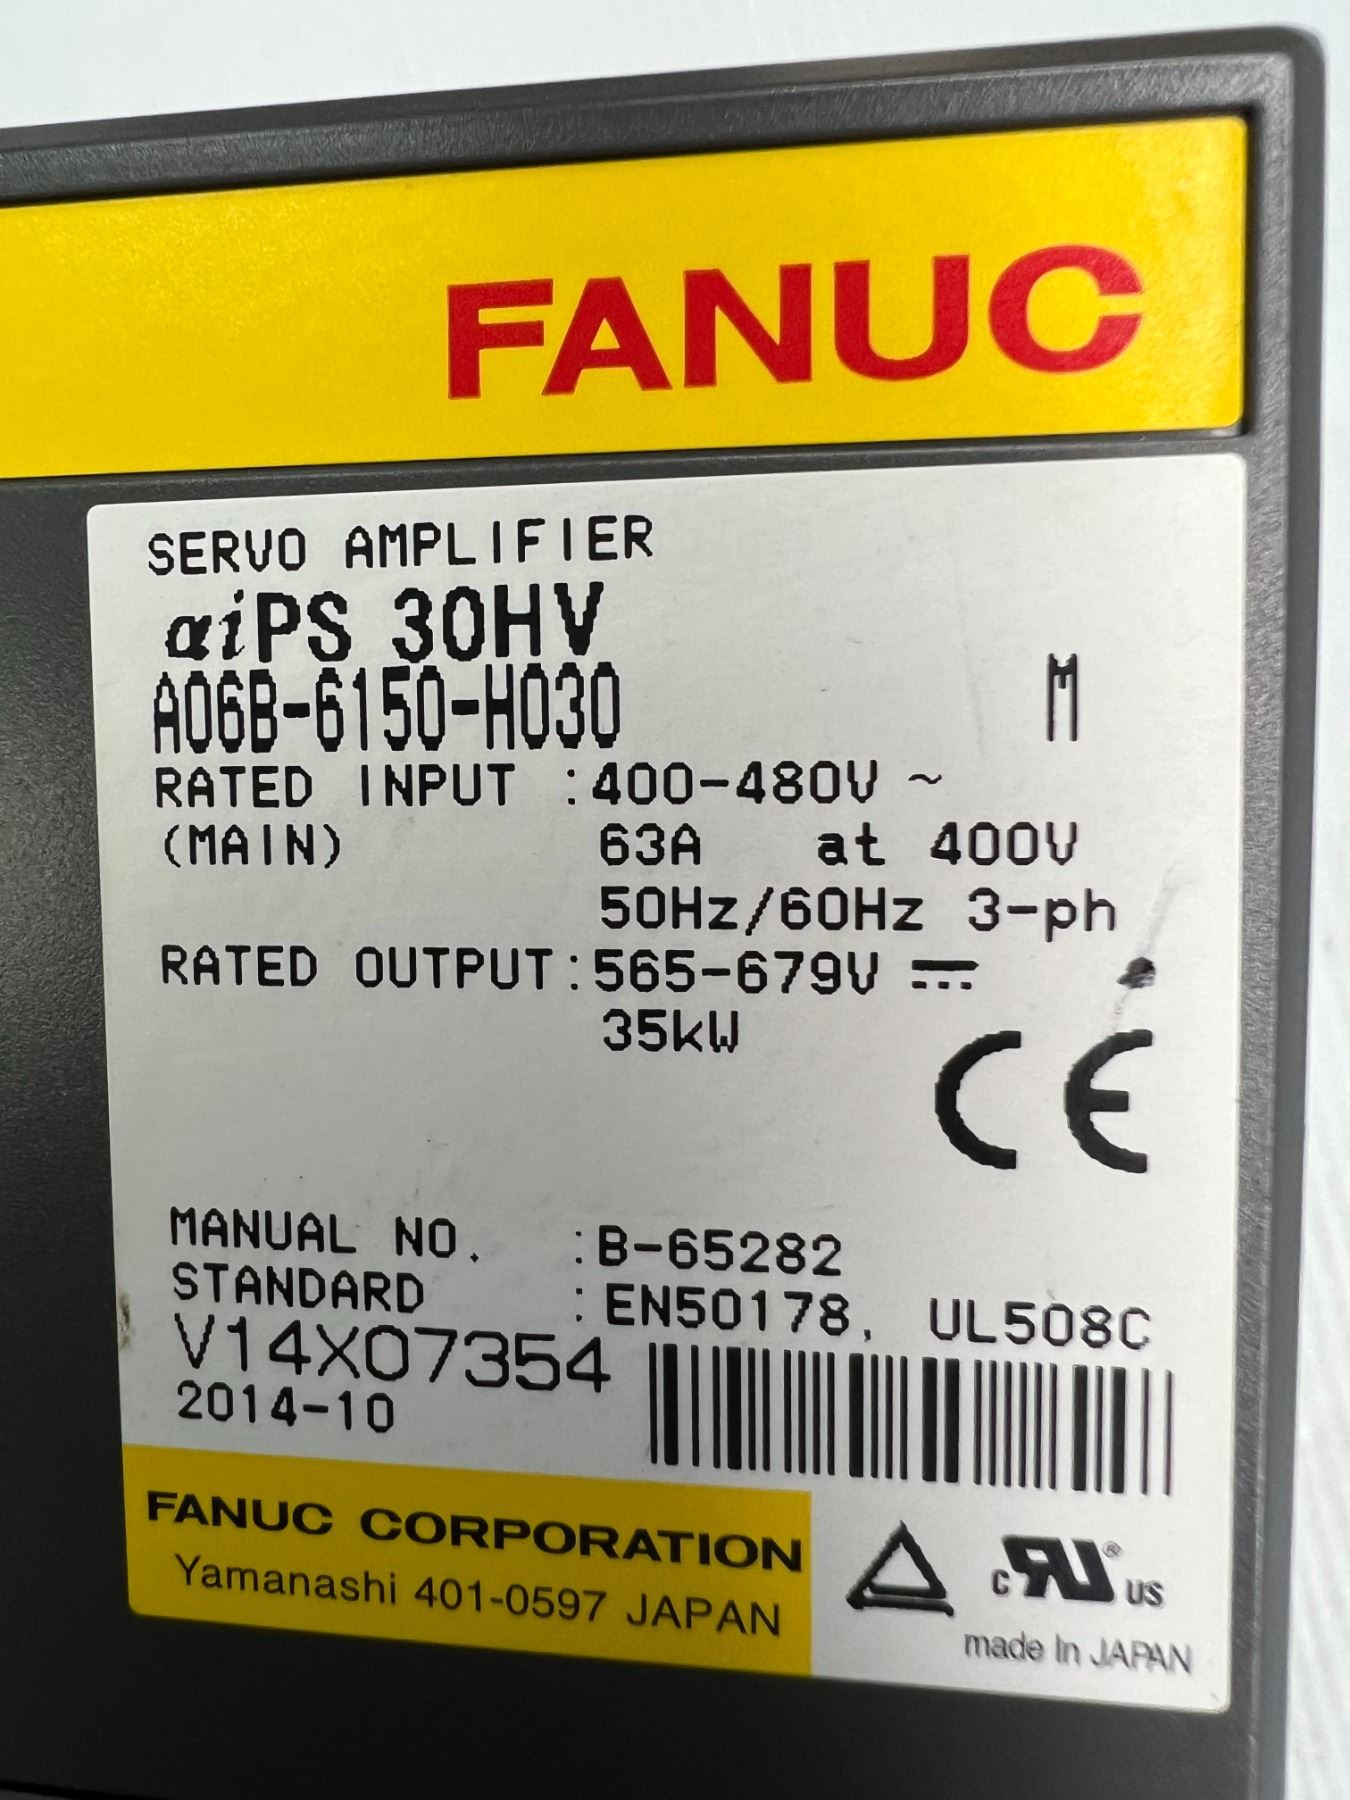 FANUC
SERVO AMPLIFIER
αiPS 30HV
A06B-6150-H030 M
RATED INPUT :400-480V ~
(MAIN) 63A at 400V
50Hz/60Hz 3-ph
RATED OUTPUT:565-679V ⎓
35kW
CE
MANUAL NO. :B-65282
STANDARD :EN50178, UL508C
V14X07354
2014-10
FANUC CORPORATION
Yamanashi 401-0597 JAPAN
c RU ® US
made in JAPAN